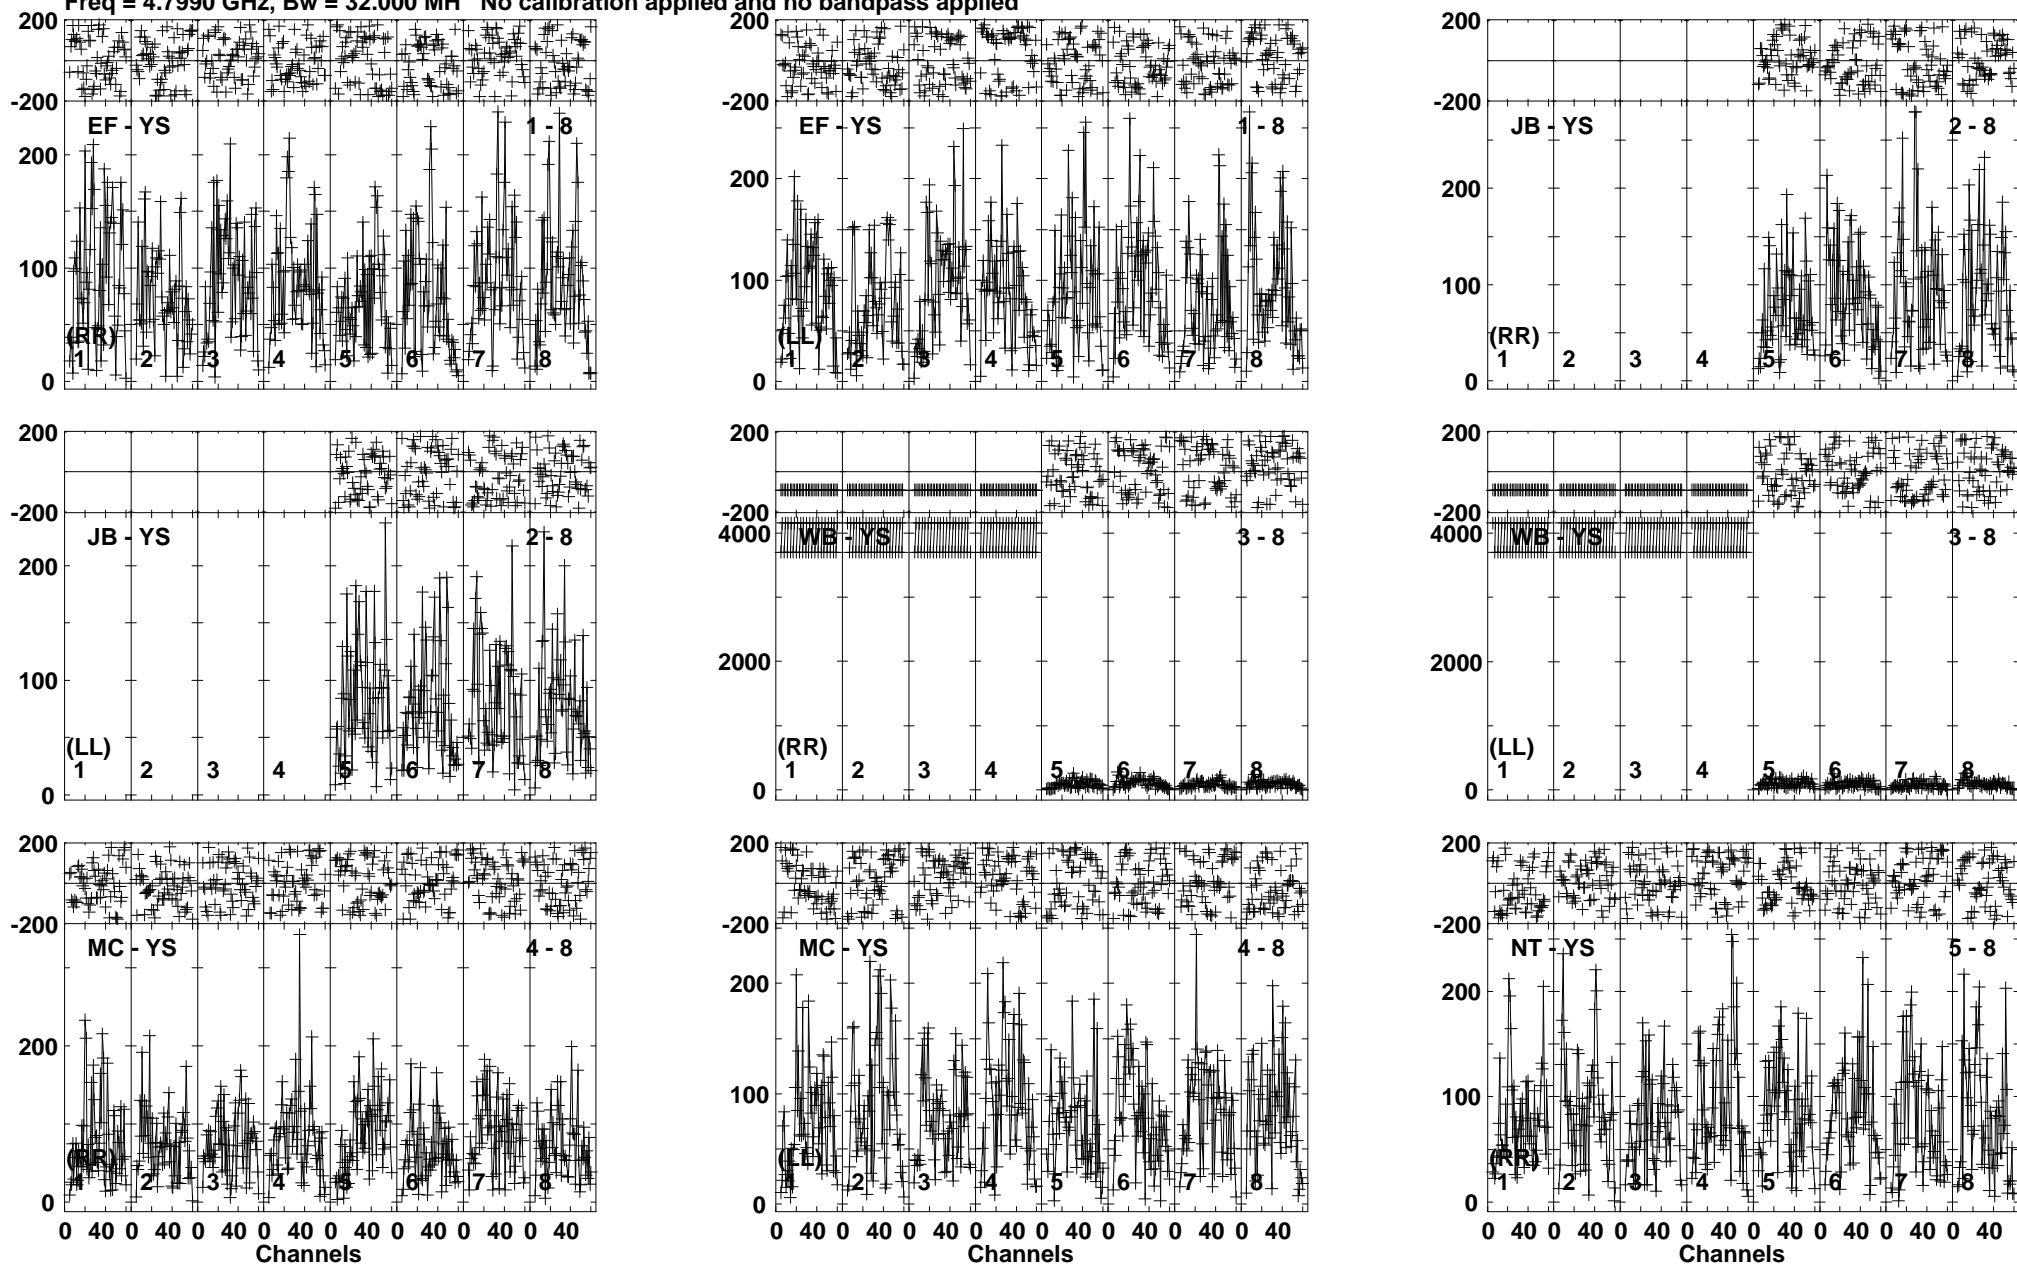 Freq = 4.7990 GHz, Bw = 32.000 MH No calibration applied and no bandpass applied
200 200 200
-200 -200 -200
EF - YS 1 - 8 EF - YS 1 - 8 JB - YS 2 - 8
200 200 200
100 100 100
(RR) (LL) (RR)
1 2 3 4 5 6 7 8 1 2 3 4 5 6 7 8 1 2 3 4 5 6 7 8
0 0 0
200 200 200
-200 -200 -200
JB - YS 2 - 8 WB - YS 3 - 8 WB - YS 3 - 8
200 4000 4000
100 2000 2000
(LL) (RR) (LL)
1 2 3 4 5 6 7 8 1 2 3 4 5 6 7 8 1 2 3 4 5 6 7 8
0 0 0
200 200 200
-200 -200 -200
MC - YS 4 - 8 MC - YS 4 - 8 NT - YS 5 - 8
200 200 200
100 100
(RR) (LL) (RR)
1 2 3 4 5 6 7 8 1 2 3 4 5 6 7 8 1 2 3 4 5 6 7 8
0 0 0
0 40 0 40 0 40 0 40 0 40 0 40 0 40 0 40 0 40 0 40 0 40 0 40 0 40 0 40 0 40 0 40 0 40 0 40 0 40 0 40 0 40 0 40 0 40 0 40
Channels Channels Channels